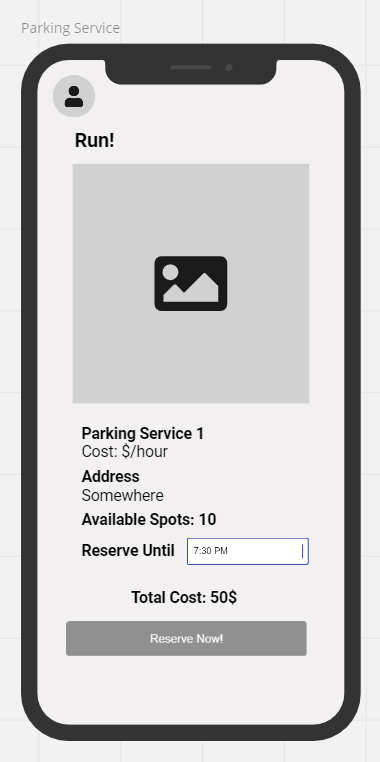 Parking Service
Run!
Parking Service 1
Cost: $/hour
Address
Somewhere
Available Spots: 10
Reserve Until 7:30 PM
Total Cost: 50$
Reserve Now!